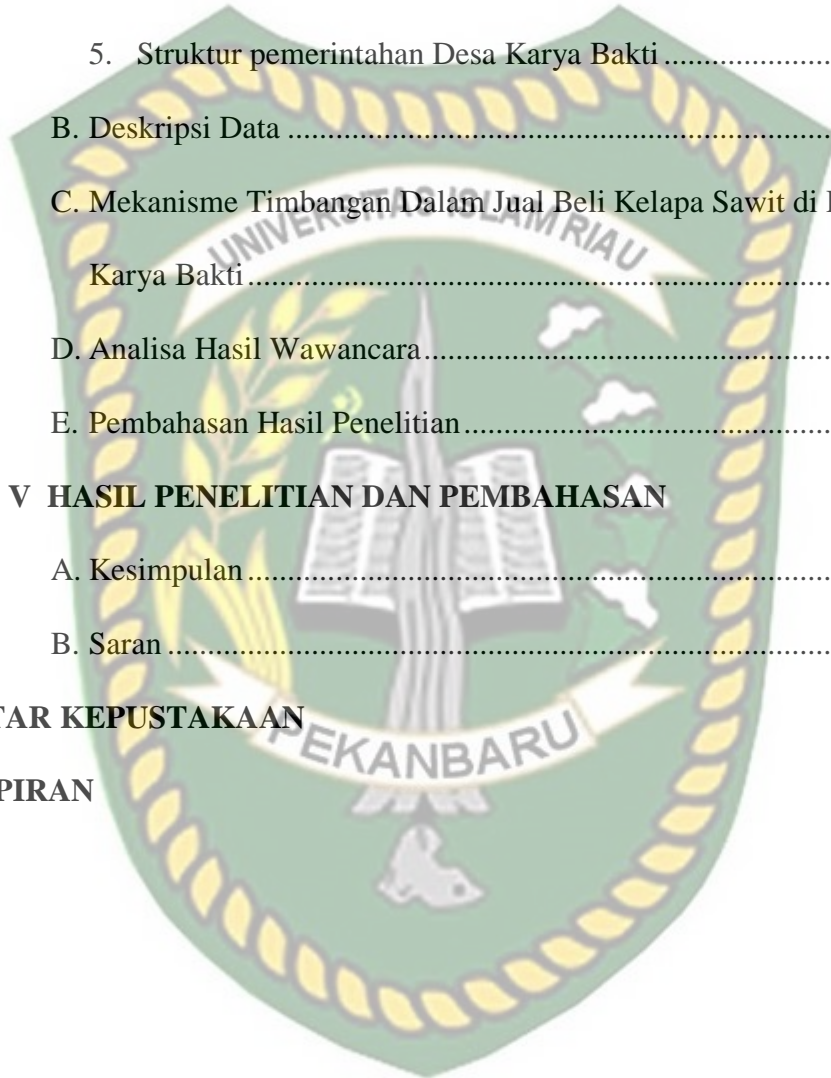 5. Struktur pemerintahan Desa Karya Bakti ......................
B. Deskripsi Data ......................................................................
C. Mekanisme Timbangan Dalam Jual Beli Kelapa Sawit di
Karya Bakti ..........................................................................
D. Analisa Hasil Wawancara ....................................................
E. Pembahasan Hasil Penelitian ................................................
V HASIL PENELITIAN DAN PEMBAHASAN
A. Kesimpulan ..........................................................................
B. Saran ....................................................................................
TAR KEPUSTAKAAN
PIRAN
UNIVERSITAS ISLAM RIAU
PEKANBARU